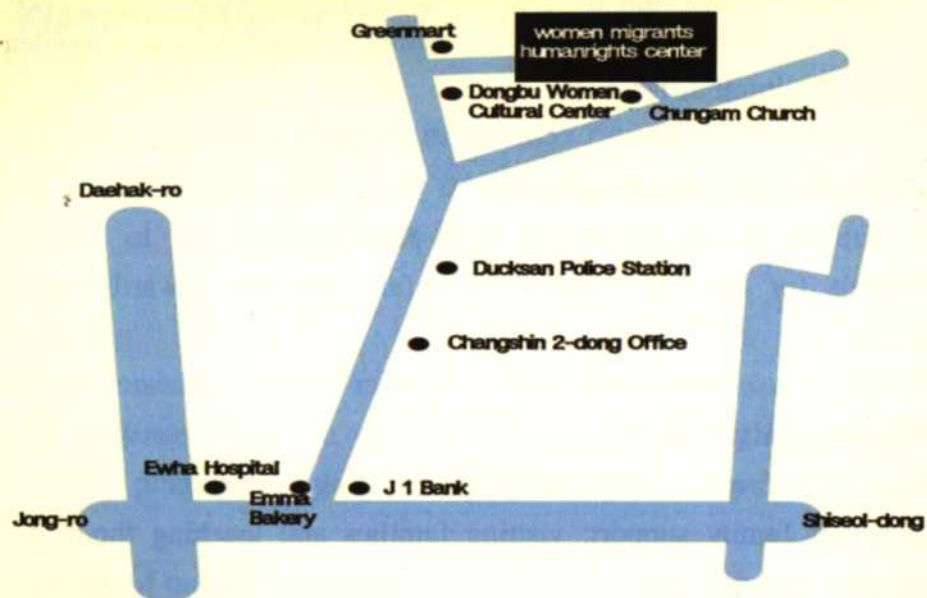 Greenmart
women migrants
humanrights center
Dongbu Women
Cultural Center
Chungam Church
Daehak-ro
Ducksan Police Station
Changshin 2-dong Office
Ewha Hospital
Emma
Bakery
J 1 Bank
Jong-ro
Shiseol-dong